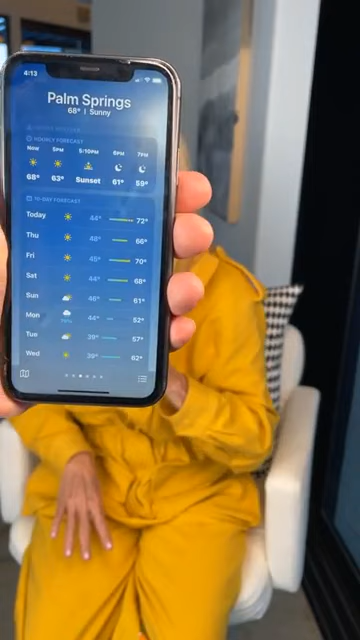 4:13
Palm Springs
68° | Sunny
HOURLY FORECAST
Now 5PM 5:10PM 6PM 7PM
68° 63° Sunset 61° 59°
10-DAY FORECAST
Today 44° 72°
Thu 48° 66°
Fri 45° 70°
Sat 44° 68°
Sun 46° 61°
Mon 44° 52°
Tue 39° 57°
Wed 39° 62°